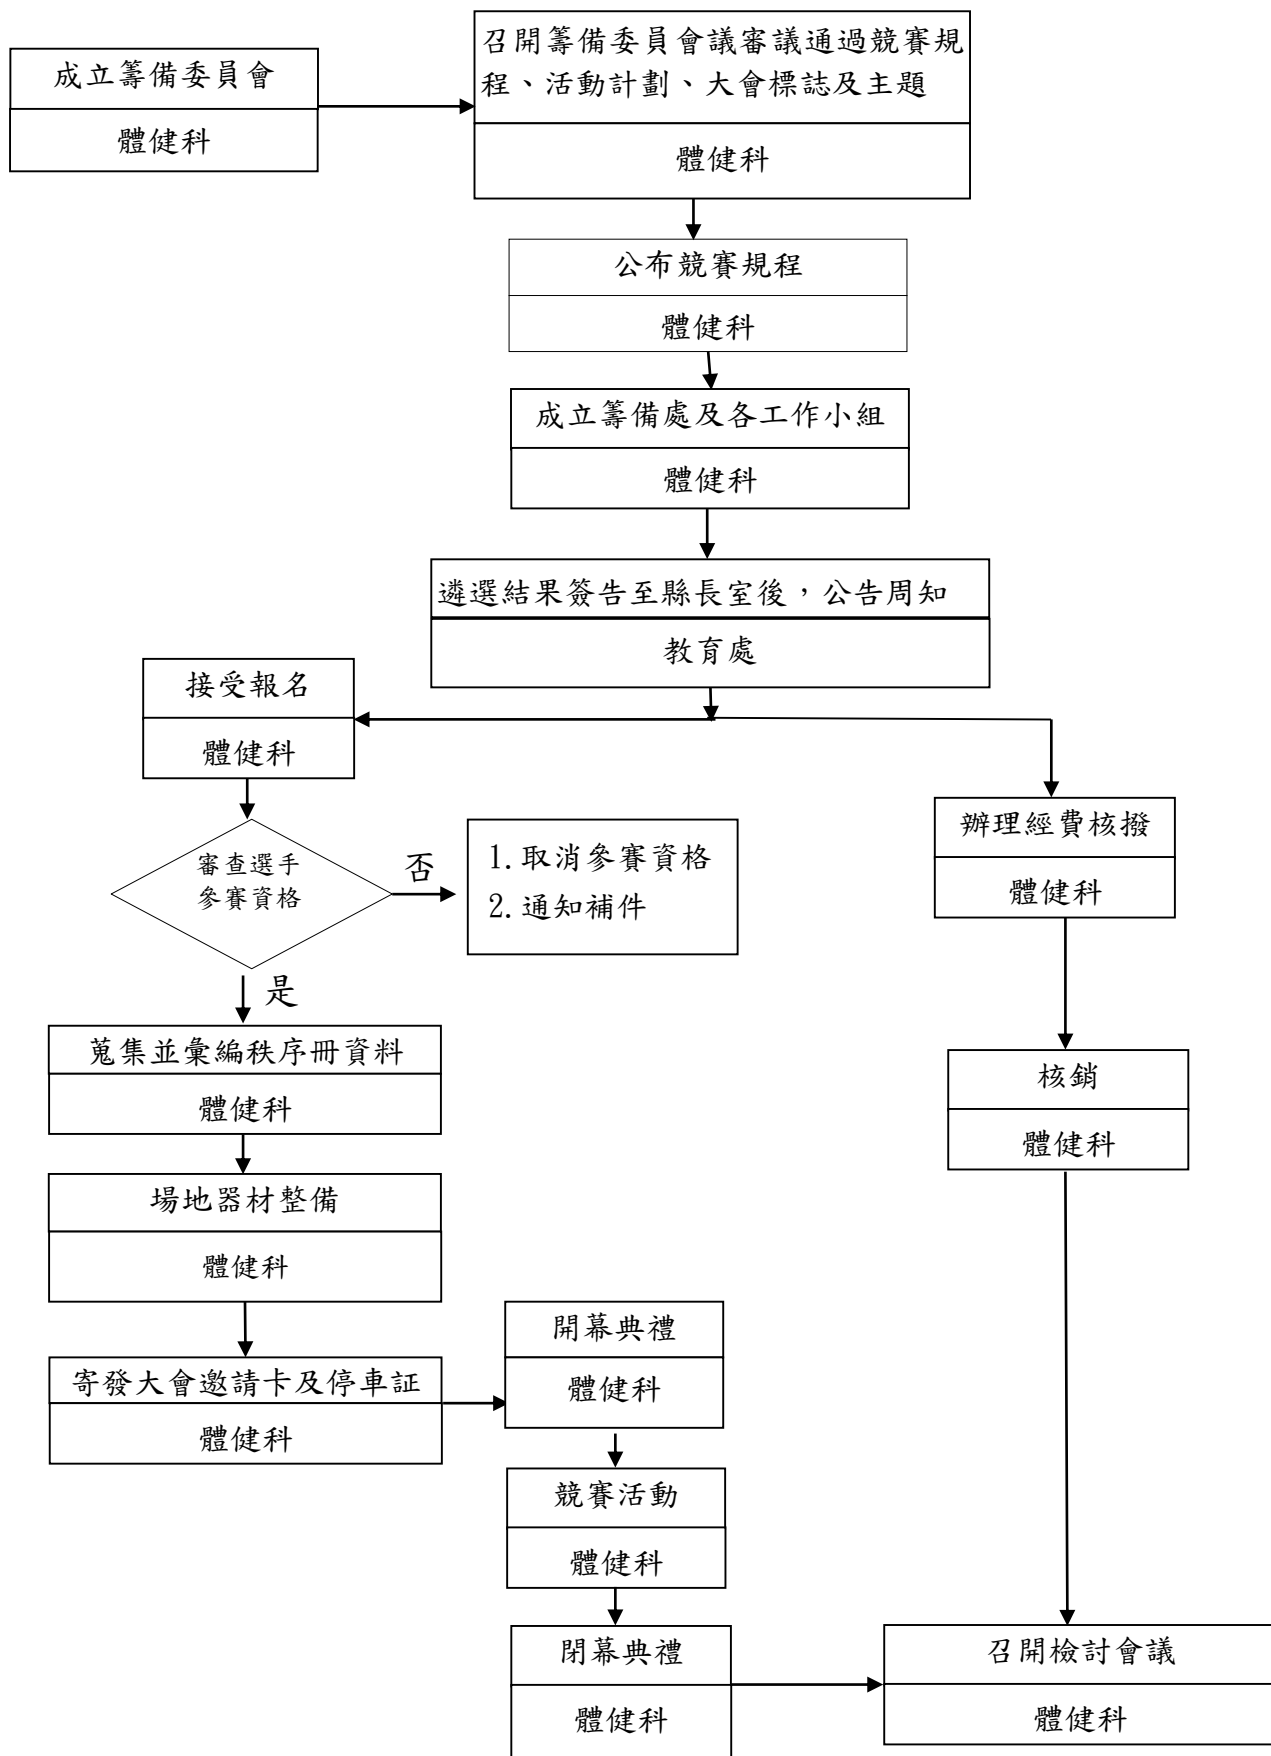 成立籌備委員會
體健科
召開籌備委員會議審議通過競賽規
程、活動計劃、大會標誌及主題
體健科
公布競賽規程
體健科
成立籌備處及各工作小組
體健科
遴選結果簽告至縣長室後，公告周知
教育處
接受報名
體健科
審查選手
參賽資格
否
1.取消參賽資格
2.通知補件
是
辦理經費核撥
體健科
蒐集並彙編秩序冊資料
體健科
核銷
體健科
場地器材整備
體健科
寄發大會邀請卡及停車証
體健科
開幕典禮
體健科
競賽活動
體健科
閉幕典禮
體健科
召開檢討會議
體健科